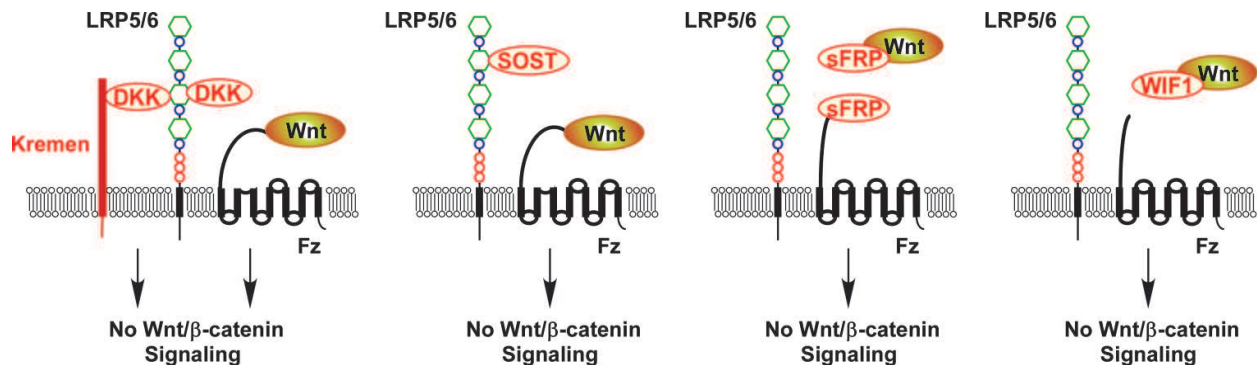 LRP5/6
DKK
DKK
Kremen
Wnt
Fz
No Wnt/β-catenin
Signaling
LRP5/6
SOST
Wnt
Fz
No Wnt/β-catenin
Signaling
LRP5/6
Wnt
sFRP
sFRP
Fz
No Wnt/β-catenin
Signaling
LRP5/6
Wnt
WIF1
Fz
No Wnt/β-catenin
Signaling